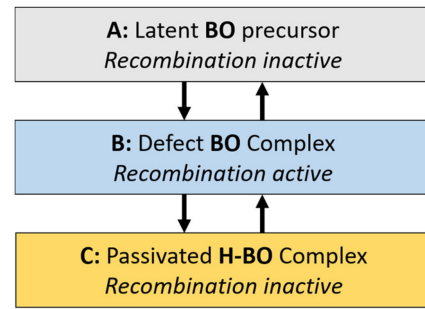 A: Latent BO precursor
Recombination inactive
B: Defect BO Complex
Recombination active
C: Passivated H-BO Complex
Recombination inactive